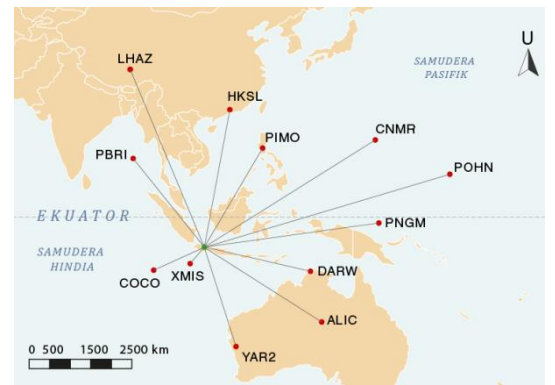 U
SAMUDERA
PASIFIK
LHAZ
HKSL
PIMO
CNMR
PBRI
POHN
EKUATOR
PNGM
SAMUDERA
HINDIA
COCO
XMIS
DARW
ALIC
YAR2
0 500 1500 2500 km